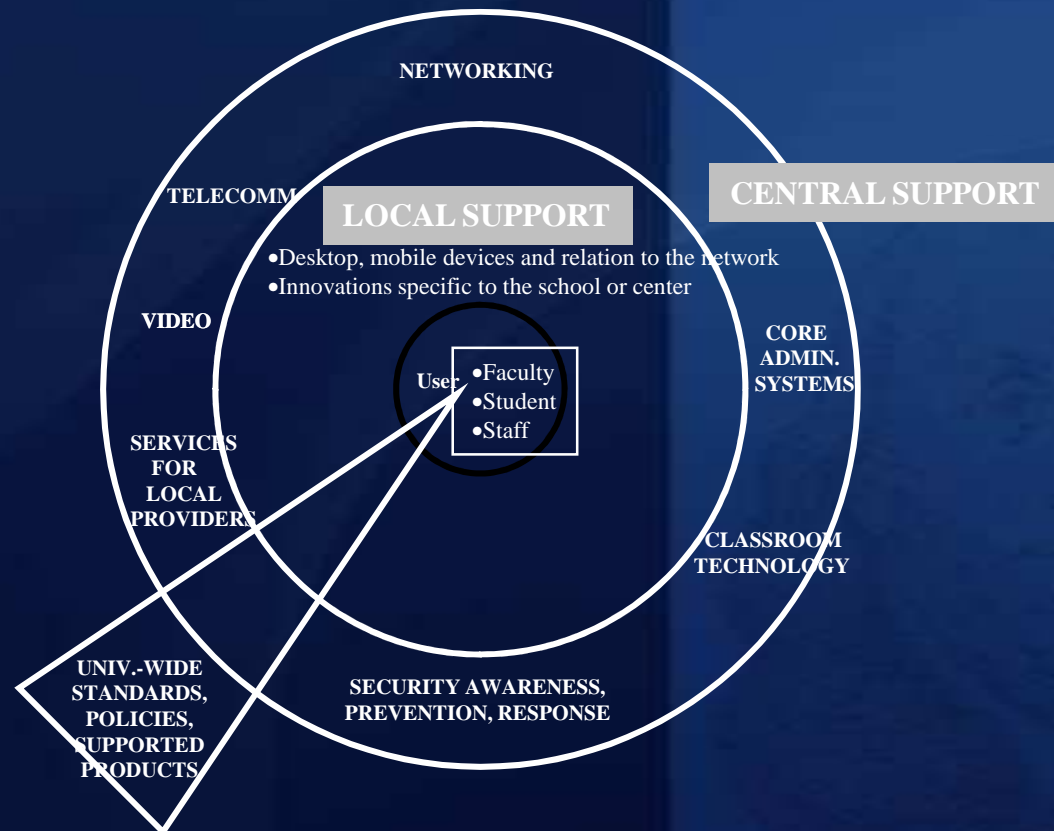 NETWORKING
TELECOMM
LOCAL SUPPORT
CENTRAL SUPPORT
•Desktop, mobile devices and relation to the network
•Innovations specific to the school or center
VIDEO
CORE
ADMIN.
SYSTEMS
User
•Faculty
•Student
•Staff
SERVICES
FOR
LOCAL
PROVIDERS
CLASSROOM
TECHNOLOGY
UNIV.-WIDE
STANDARDS,
POLICIES,
SUPPORTED
PRODUCTS
SECURITY AWARENESS,
PREVENTION, RESPONSE